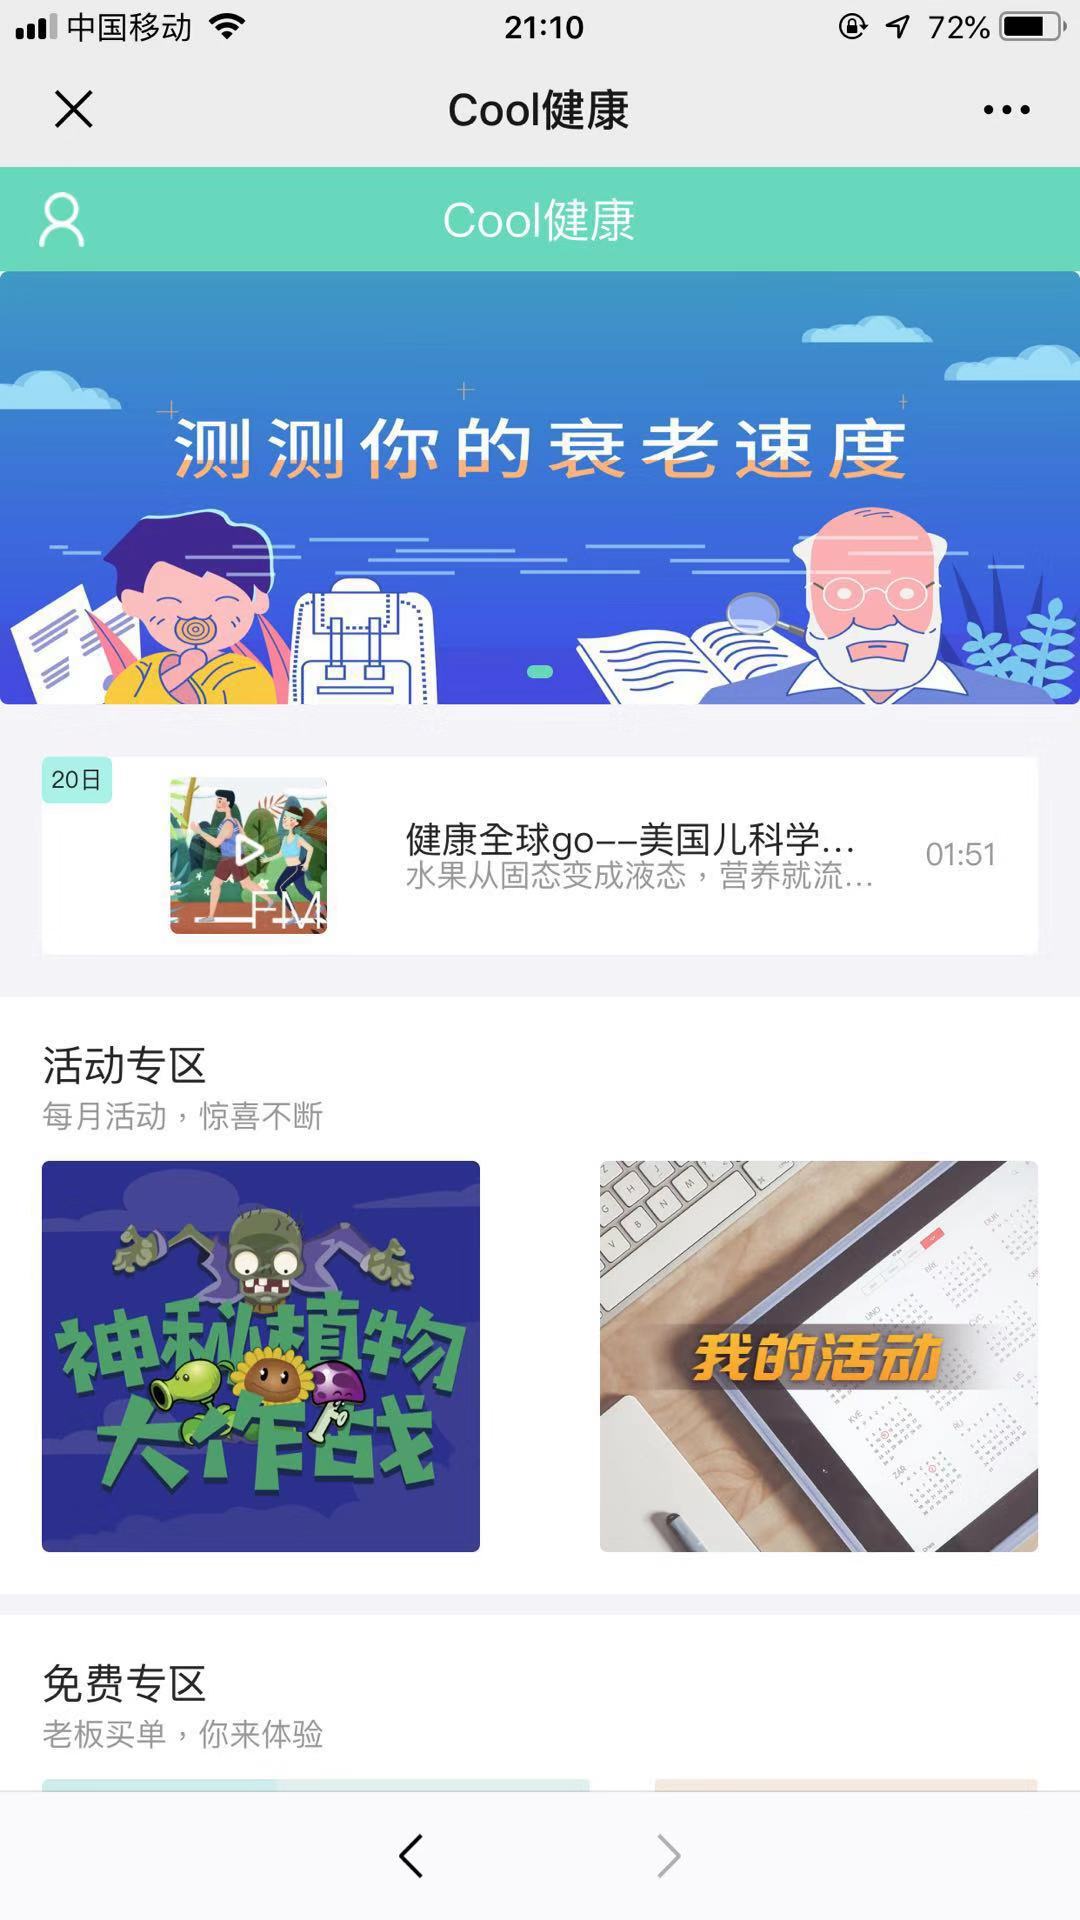 中国移动
21:10
72%
Cool健康
Cool健康
测测你的衰老速度
20日
FM
健康全球go--美国儿科学...
水果从固态变成液态，营养就流...
01:51
活动专区
每月活动，惊喜不断
神秘植物
大作战
我的活动
免费专区
老板买单，你来体验